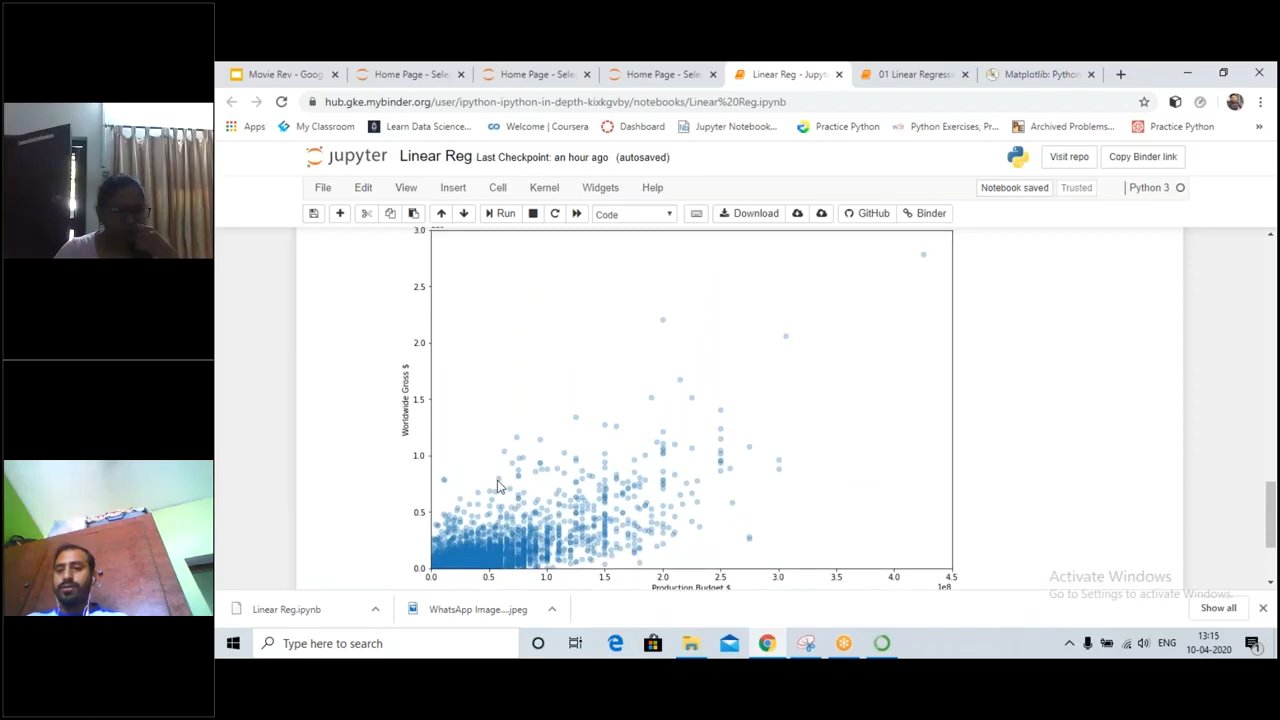 Movie Rev - Goog
Home Page - Sele
Home Page - Sele
Home Page - Sele
Linear Reg - Jupyte
01 Linear Regress
Matplotlib: Python
hub.gke.mybinder.org/user/ipython-ipython-in-depth-kixkgvby/notebooks/Linear%20Reg.ipynb
Apps
My Classroom
Learn Data Science...
Welcome | Coursera
Dashboard
Jupyter Notebook...
Practice Python
Python Exercises, Pr...
Archived Problems...
Practice Python
jupyter Linear Reg Last Checkpoint: an hour ago (autosaved)
Visit repo
Copy Binder link
File Edit View Insert Cell Kernel Widgets Help
Notebook saved
Trusted
Python 3
Run
Code
Download
GitHub
Binder
3.0
2.5
2.0
1.5
1.0
0.5
0.0
Worldwide Gross $
0.0 0.5 1.0 1.5 2.0 2.5 3.0 3.5 4.0 4.5
Production Budget $
1e8
Activate Windows
Go to Settings to activate Windows.
Linear Reg.ipynb
WhatsApp Image....jpeg
Show all
Type here to search
ENG
13:15
10-04-2020